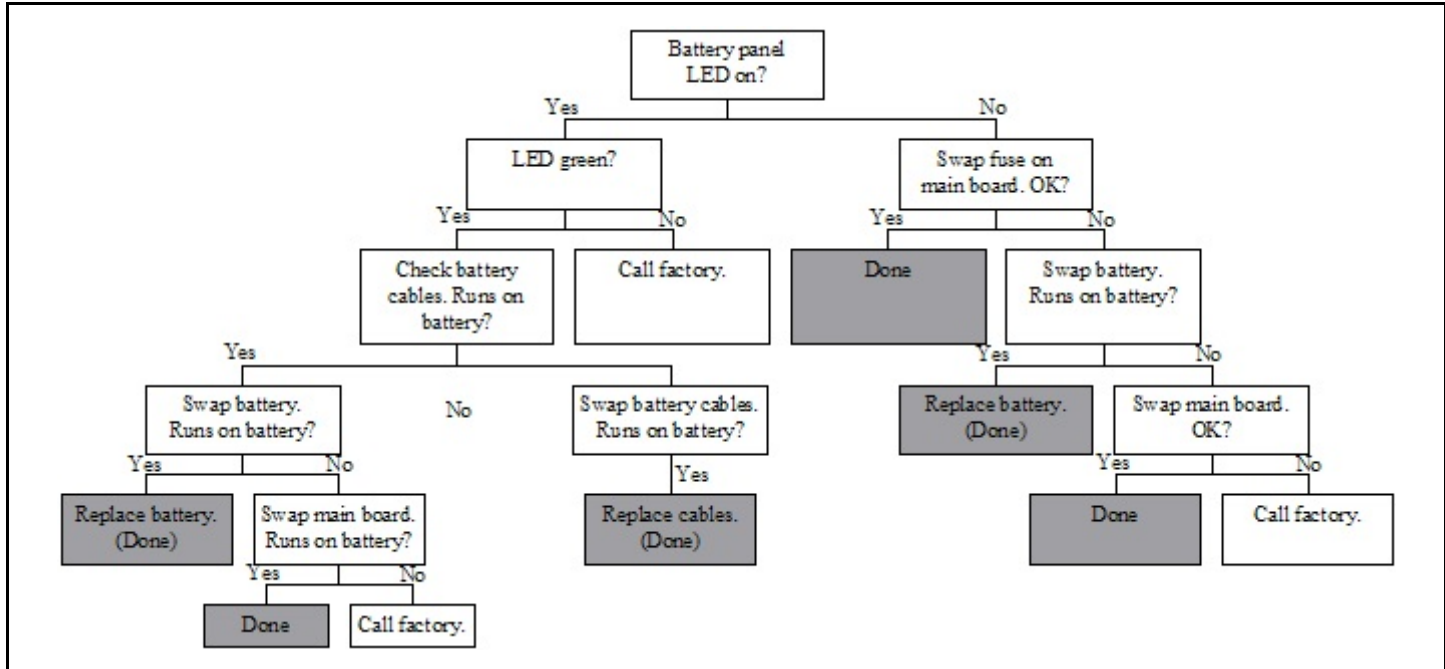 Battery panel
LED on?
Yes
No
LED green?
Swap fuse on
main board. OK?
Yes
No
Yes
No
Check battery
cables. Runs on
battery?
Call factory.
Done
Swap battery.
Runs on battery?
Yes
Yes
No
Swap battery.
Runs on battery?
No
Swap battery cables.
Runs on battery?
Replace battery.
(Done)
Swap main board.
OK?
Yes
No
Yes
Yes
No
Replace battery.
(Done)
Swap main board.
Runs on battery?
Replace cables.
(Done)
Done
Call factory.
Yes
No
Done
Call factory.